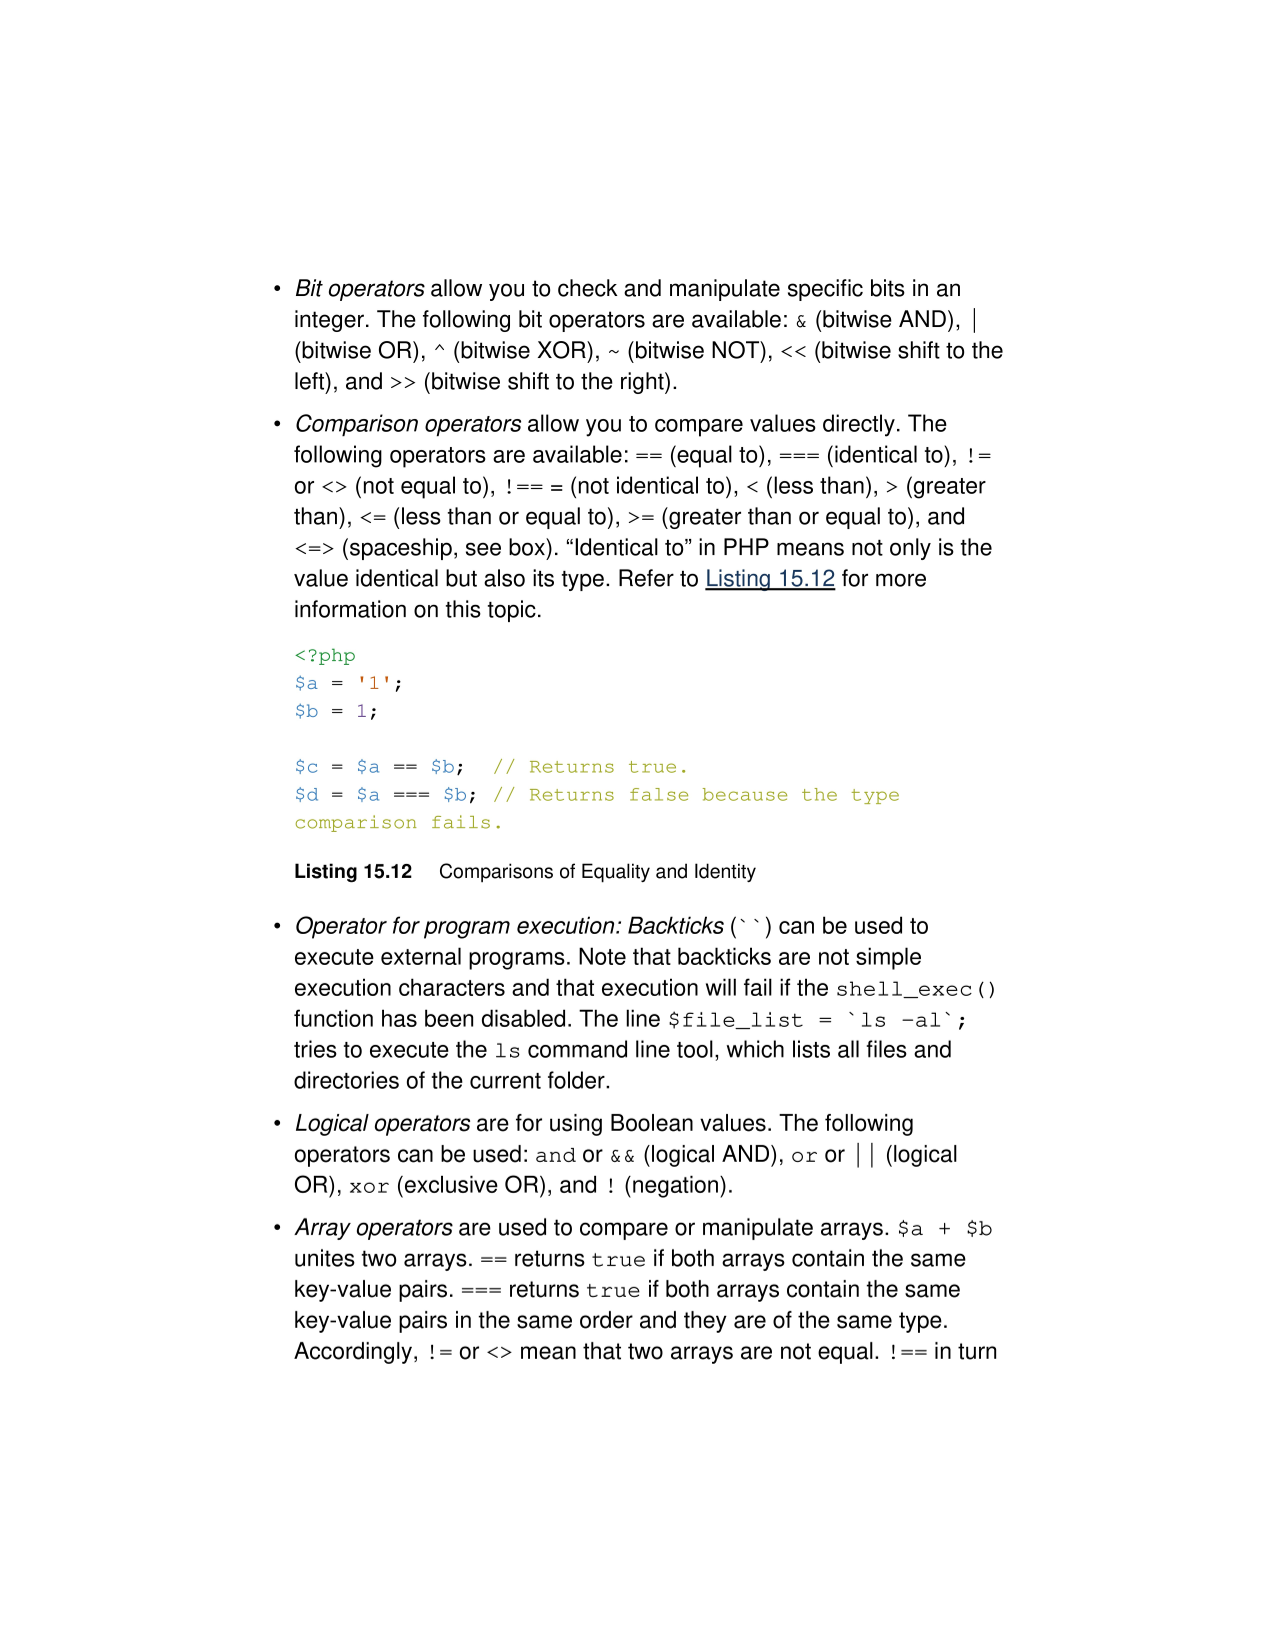 • Bit operators allow you to check and manipulate specific bits in an
integer. The following bit operators are available: & (bitwise AND), |
(bitwise OR), ^ (bitwise XOR), ~ (bitwise NOT), << (bitwise shift to the
left), and >> (bitwise shift to the right).
• Comparison operators allow you to compare values directly. The
following operators are available: == (equal to), === (identical to), !=
or <> (not equal to), !== = (not identical to), < (less than), > (greater
than), <= (less than or equal to), >= (greater than or equal to), and
<=> (spaceship, see box). “Identical to” in PHP means not only is the
value identical but also its type. Refer to Listing 15.12 for more
information on this topic.
<?php
$a = '1';
$b = 1;
$c = $a == $b;  // Returns true.
$d = $a === $b; // Returns false because the type
comparison fails.
Listing 15.12 Comparisons of Equality and Identity
• Operator for program execution: Backticks (``) can be used to
execute external programs. Note that backticks are not simple
execution characters and that execution will fail if the shell_exec()
function has been disabled. The line $file_list = `ls -al`;
tries to execute the ls command line tool, which lists all files and
directories of the current folder.
• Logical operators are for using Boolean values. The following
operators can be used: and or && (logical AND), or or || (logical
OR), xor (exclusive OR), and ! (negation).
• Array operators are used to compare or manipulate arrays. $a + $b
unites two arrays. == returns true if both arrays contain the same
key-value pairs. === returns true if both arrays contain the same
key-value pairs in the same order and they are of the same type.
Accordingly, != or <> mean that two arrays are not equal. !== in turn